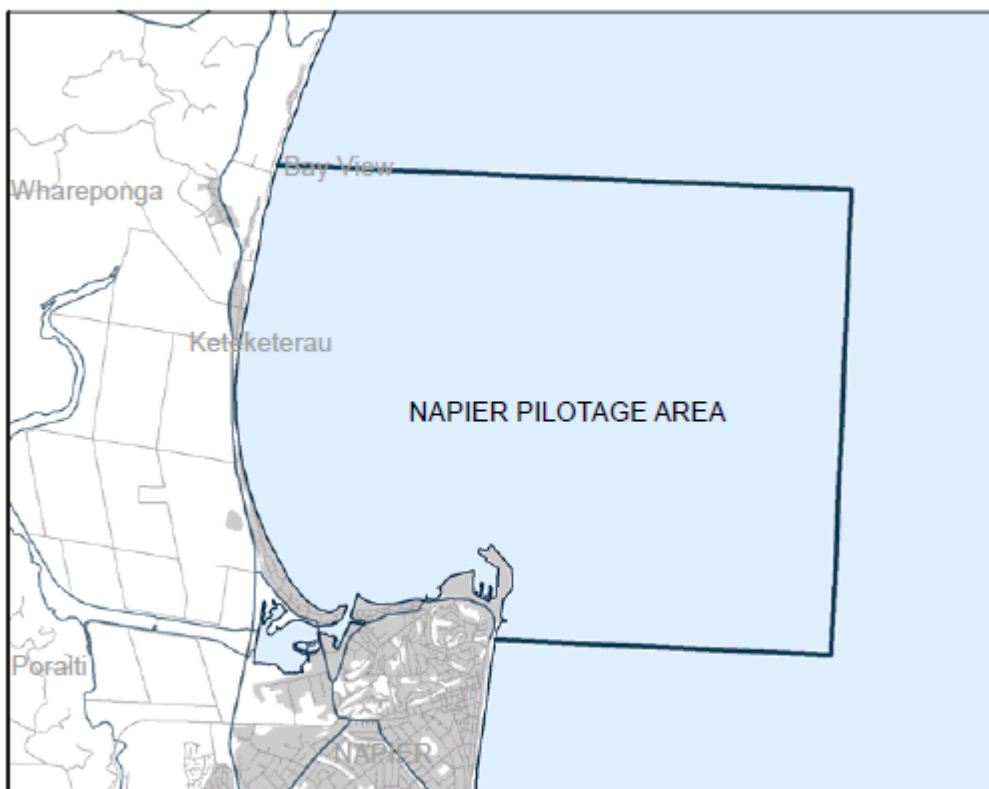 Bay View
Whareponga
Keteketerau
NAPIER PILOTAGE AREA
Poraiti
NAPIER